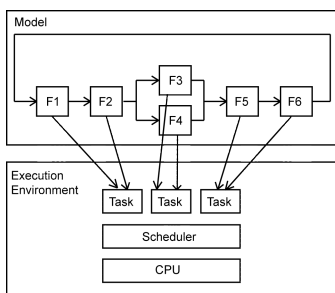 Model
F1
F2
F3
F4
F5
F6
Execution
Environment
Task
Task
Task
Scheduler
CPU